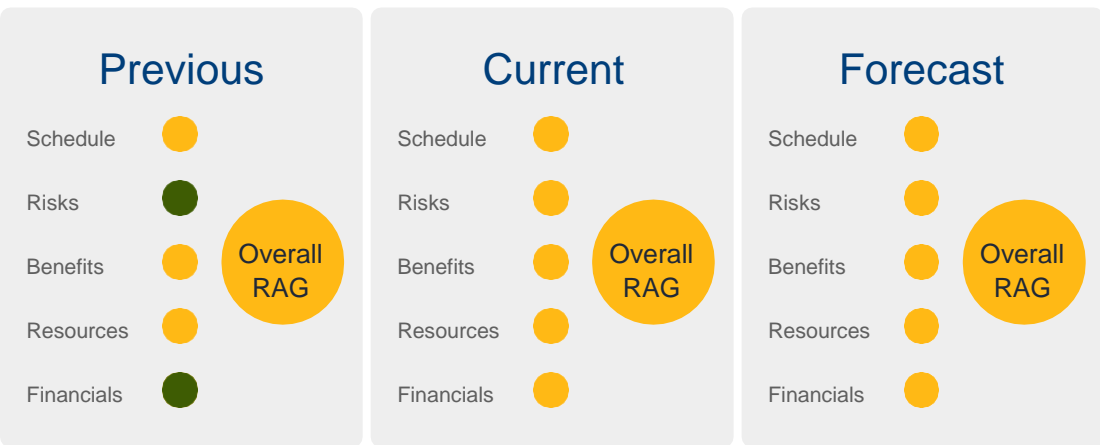 Previous
Schedule
Risks
Benefits
Resources
Financials
Overall
RAG
Current
Schedule
Risks
Benefits
Resources
Financials
Overall
RAG
Forecast
Schedule
Risks
Benefits
Resources
Financials
Overall
RAG